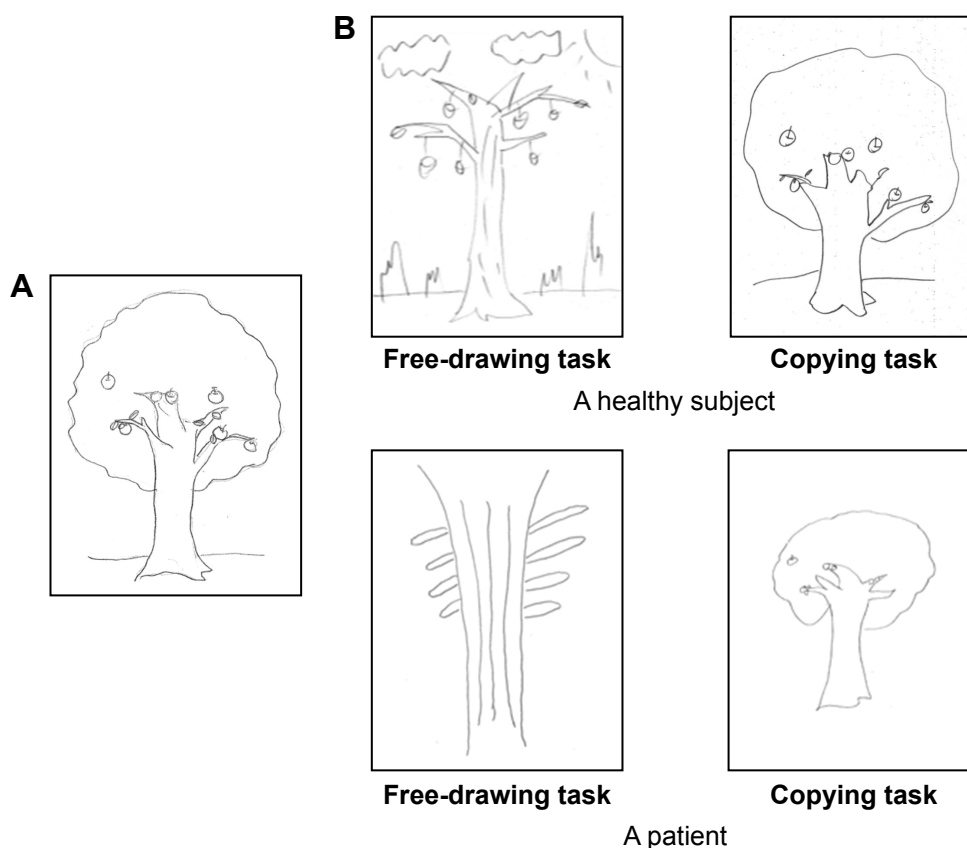 B
Free-drawing task
Copying task
A healthy subject
A
Free-drawing task
Copying task
A patient